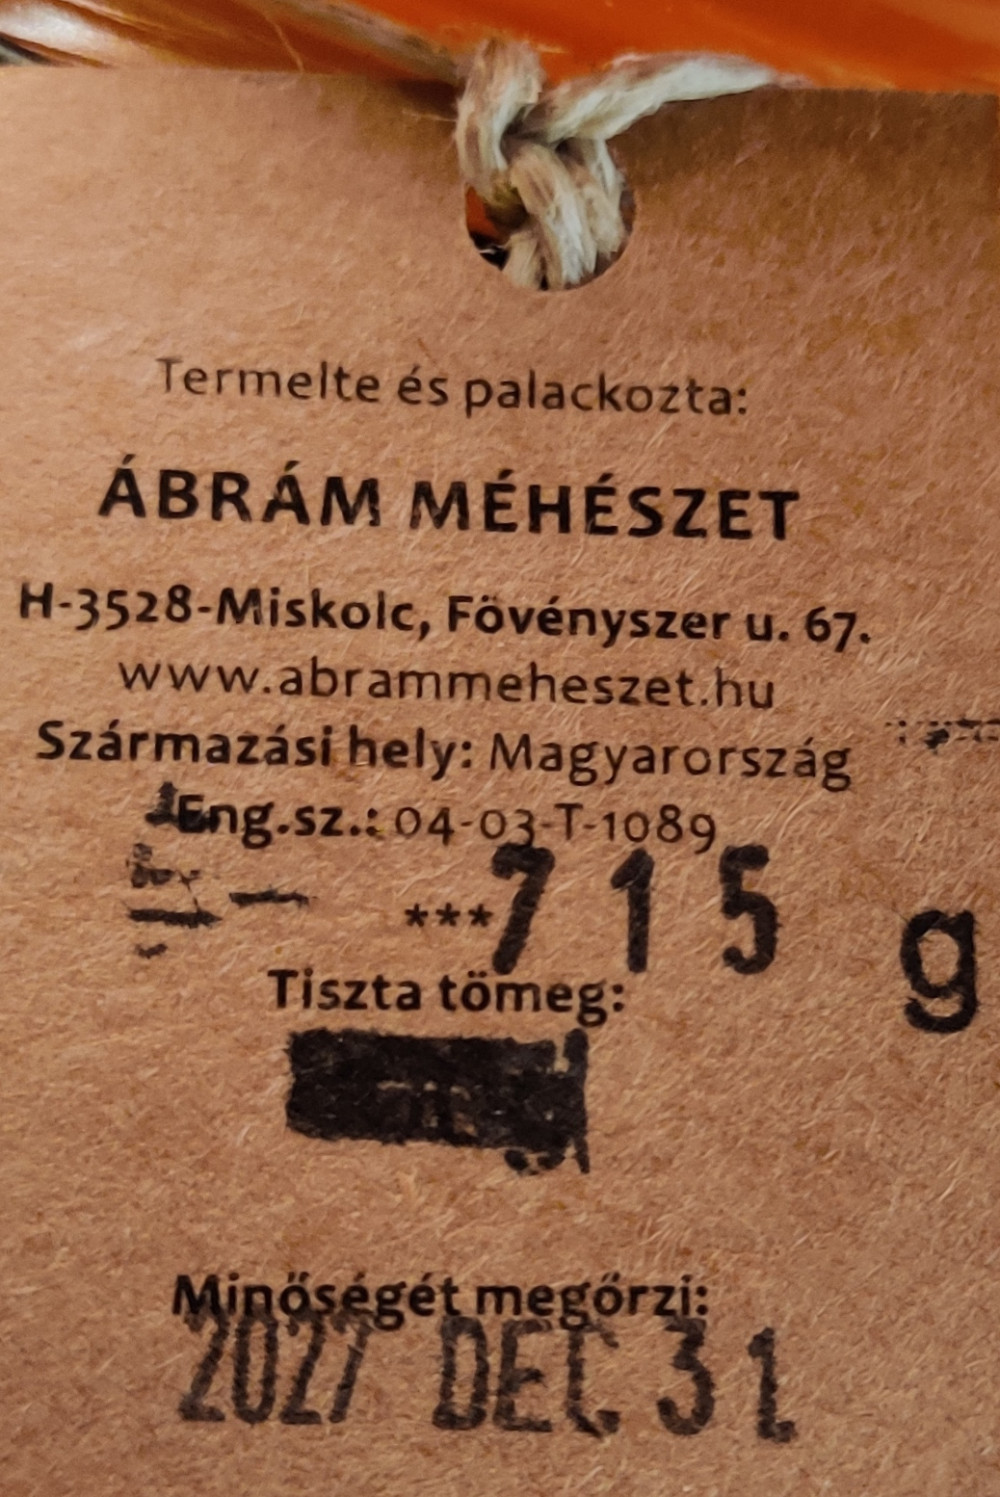 Termelte és palackozta:
ÁBRÁM MÉHÉSZET
H-3528-Miskolc, Fövényszer u. 67.
www.abrammeheszet.hu
Származási hely: Magyarország
Eng.sz.: 04-03-T-1089
***715 g
Tiszta tömeg:
Minőségét megőrzi:
2027 DEC 31